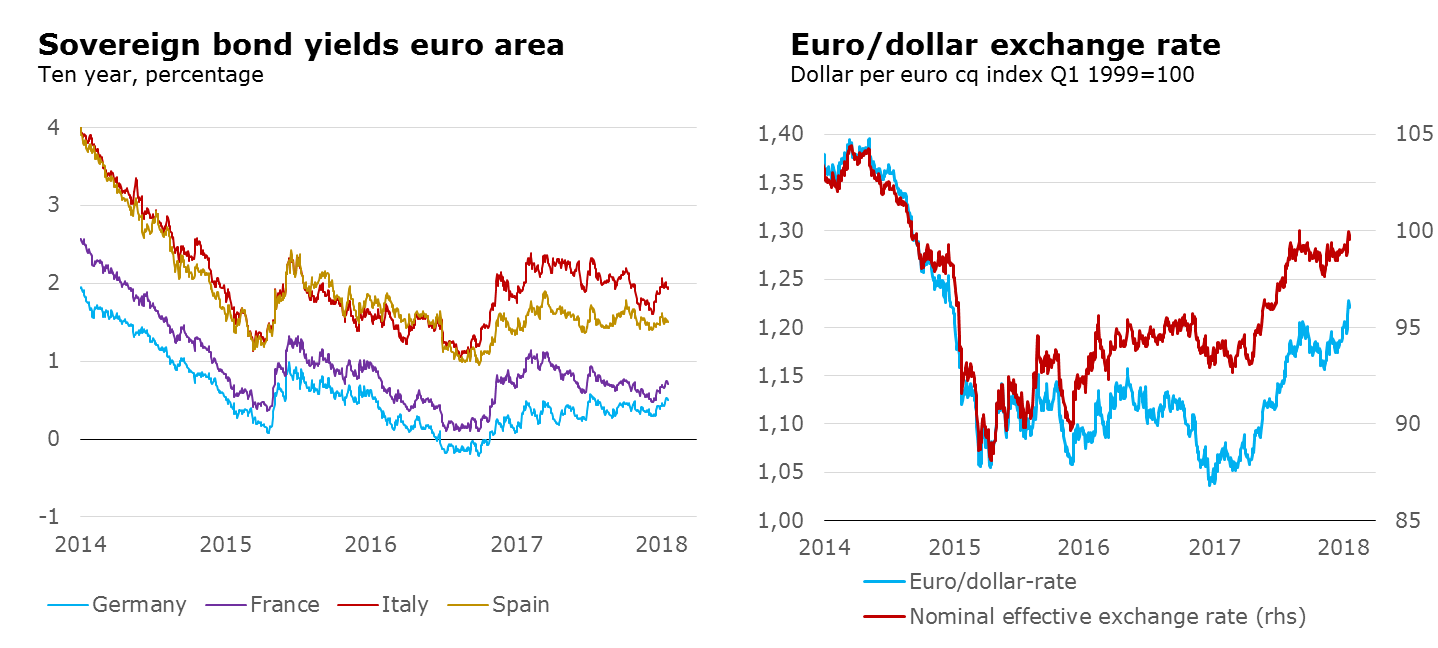 Sovereign bond yields euro area
Ten year, percentage
4
3
2
1
0
-1
2014 2015 2016 2017 2018
Germany France Italy Spain
Euro/dollar exchange rate
Dollar per euro cq index Q1 1999=100
1,40 105
1,35
1,30 100
1,25
1,20 95
1,15
1,10 90
1,05
1,00 85
2014 2015 2016 2017 2018
Euro/dollar-rate
Nominal effective exchange rate (rhs)